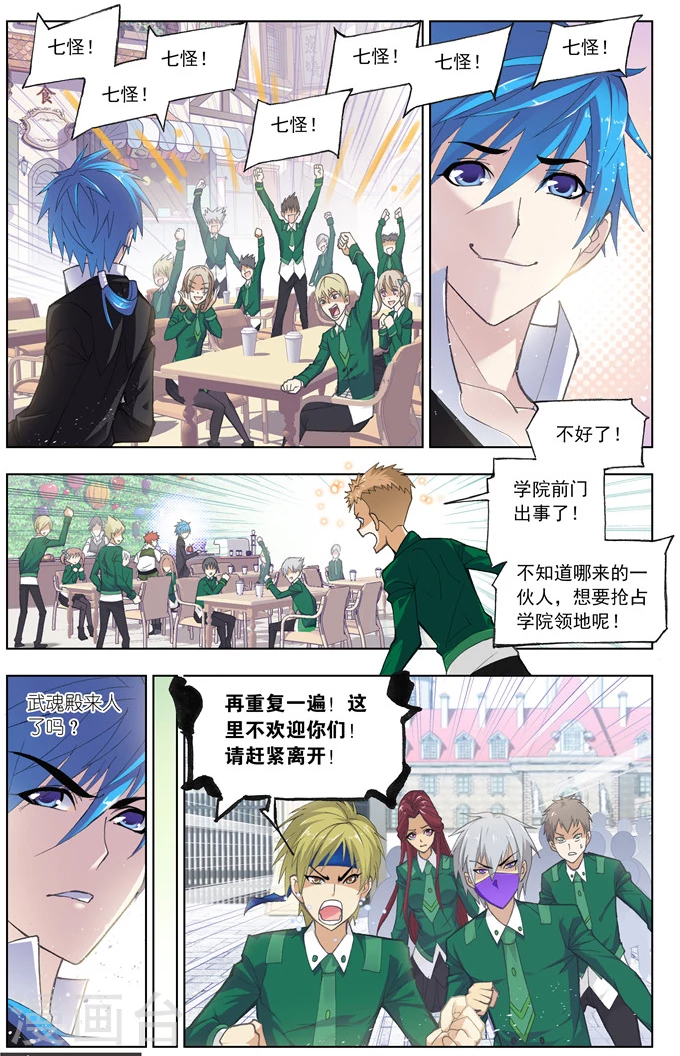 七怪！
七怪！
七怪！
七怪！
七怪！
七怪！
七怪！
食
不好了！
学院前门
出事了！
不知道哪来的一
伙人，想要抢占
学院领地呢！
武魂殿来人
了吗？
再重复一遍！这
里不欢迎你们！
请赶紧离开！
漫画台